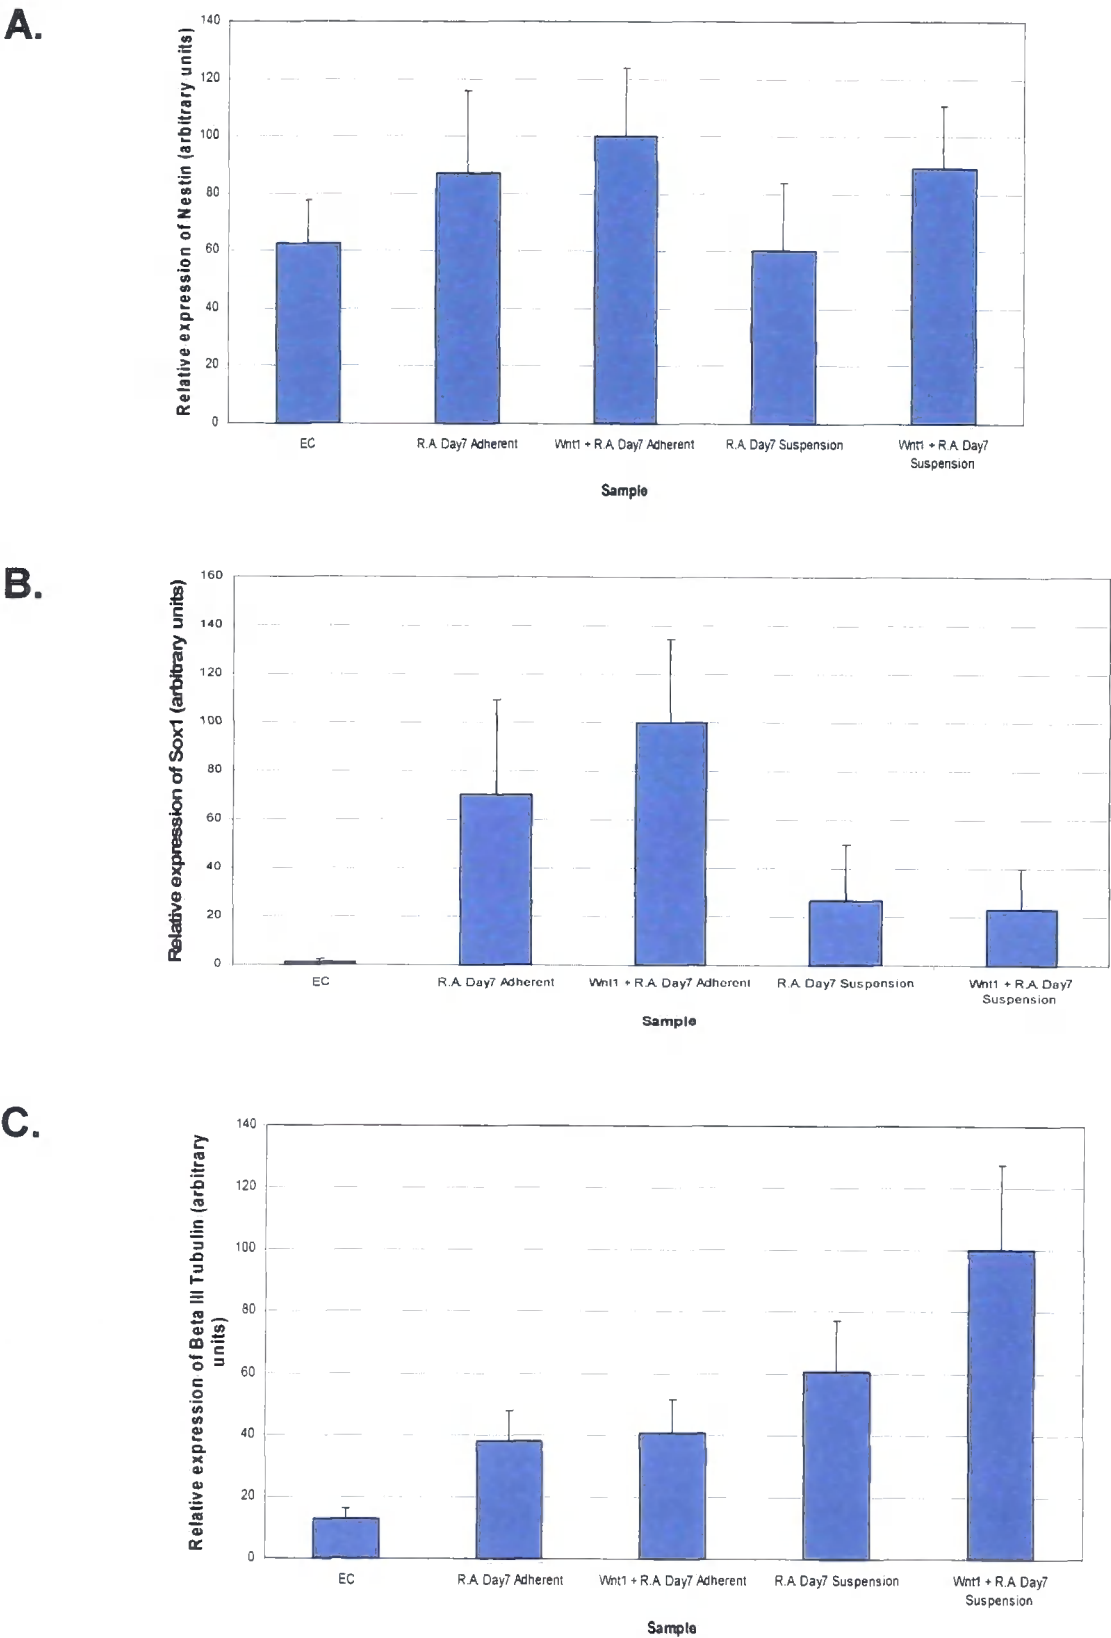 A.
Relative expression of Nestin (arbitrary units)
140
120
100
80
60
40
20
0
EC
R.A. Day7 Adherent
Wnt1 + R.A. Day7 Adherent
R.A. Day7 Suspension
Wnt1 + R.A. Day7
Suspension
Sample
B.
Relative expression of Sox1 (arbitrary units)
160
140
120
100
80
60
40
20
0
EC
R.A. Day7 Adherent
Wnt1 + R.A. Day7 Adherent
R.A. Day7 Suspension
Wnt1 + R.A. Day7
Suspension
Sample
C.
Relative expression of Beta III Tubulin (arbitrary
units)
140
120
100
80
60
40
20
0
EC
R.A. Day7 Adherent
Wnt1 + R.A. Day7 Adherent
R.A. Day7 Suspension
Wnt1 + R.A. Day7
Suspension
Sample